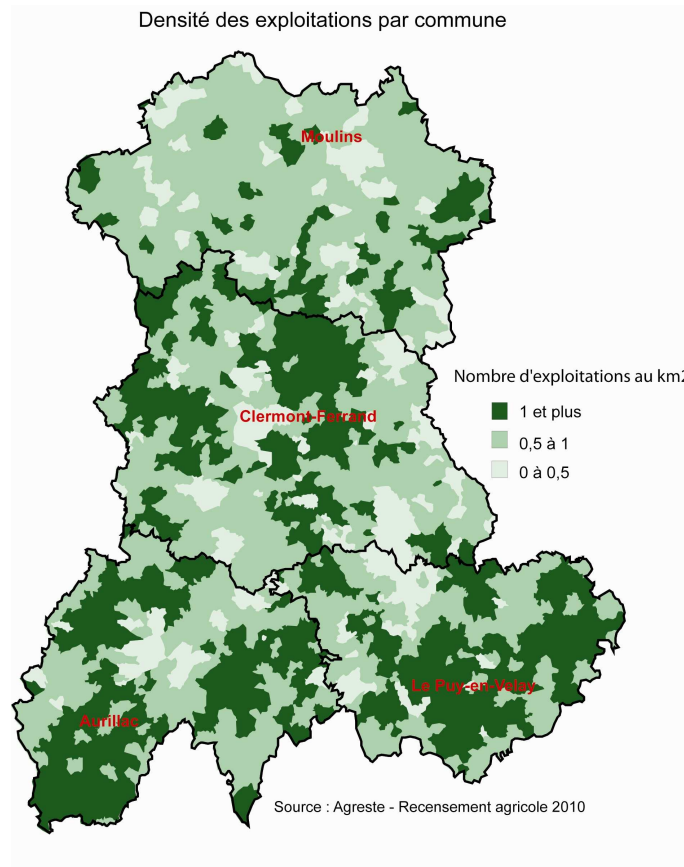 Densité des exploitations par commune
Moulins
Nombre d'exploitations au km2
Clermont-Ferrand
1 et plus
0,5 à 1
0 à 0,5
Le Puy-en-Velay
Aurillac
Source : Agreste - Recensement agricole 2010